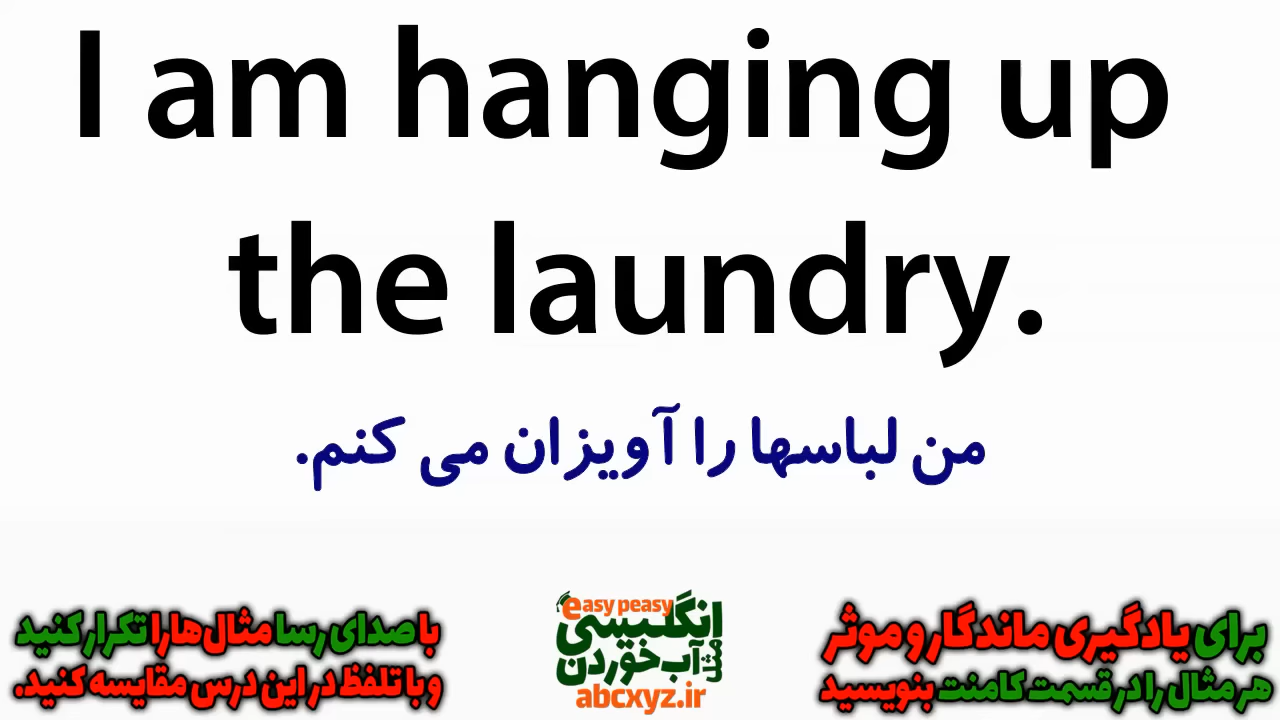 I am hanging up
the laundry.
من لباسها را آویزان می کنم.
برای یادگیری ماندگار و موثر
هر مثال را در قسمت کامنت بنویسید
easy peasy
انگلیسی
مثل آب خوردن
abcxyz.ir
با صدای رسا مثال ها را تکرار کنید
و با تلفظ در این درس مقایسه کنید.